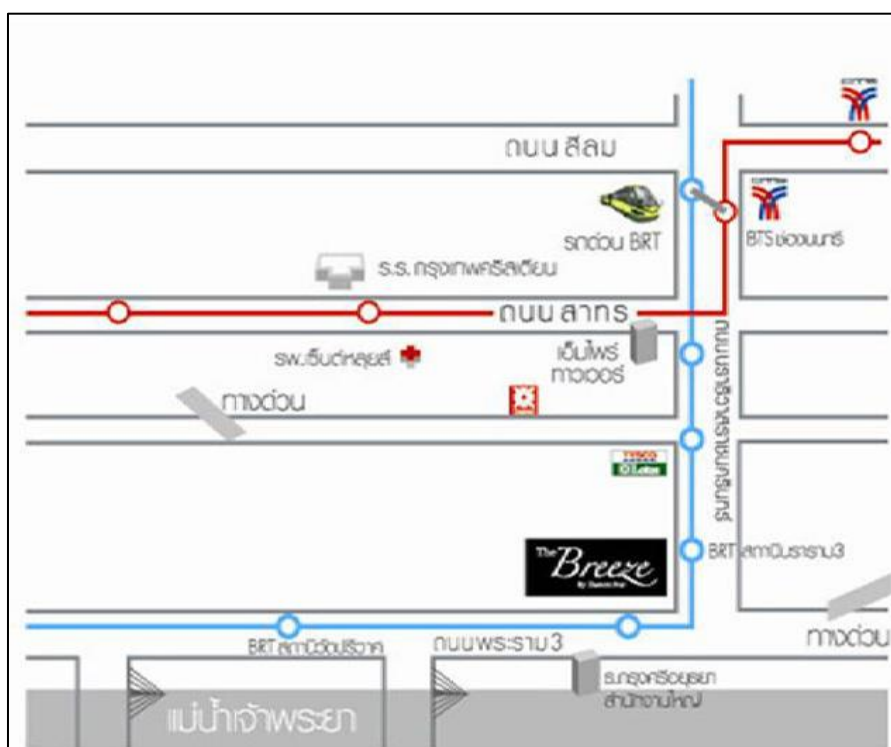 ถนน สีลม
รถด่วน BRT
BTS ช่องนนทรี
ร.ร. กรุงเทพคริสเตียน
ถนน สาทร
รพ.เซ็นต์หลุยส์
เอ็มไพร์
ทาวเออร์
ถนนนราธิวาสราชนครินทร์
ทางด่วน
TESCO
Lotus
The
Breeze
BRT สถานีพระราม3
BRT สถานีวัดปริวาศ
ถนนพระราม3
ทางด่วน
ธ.กรุงศรีอยุธยา
สำนักงานใหญ่
แม่น้ำเจ้าพระยา